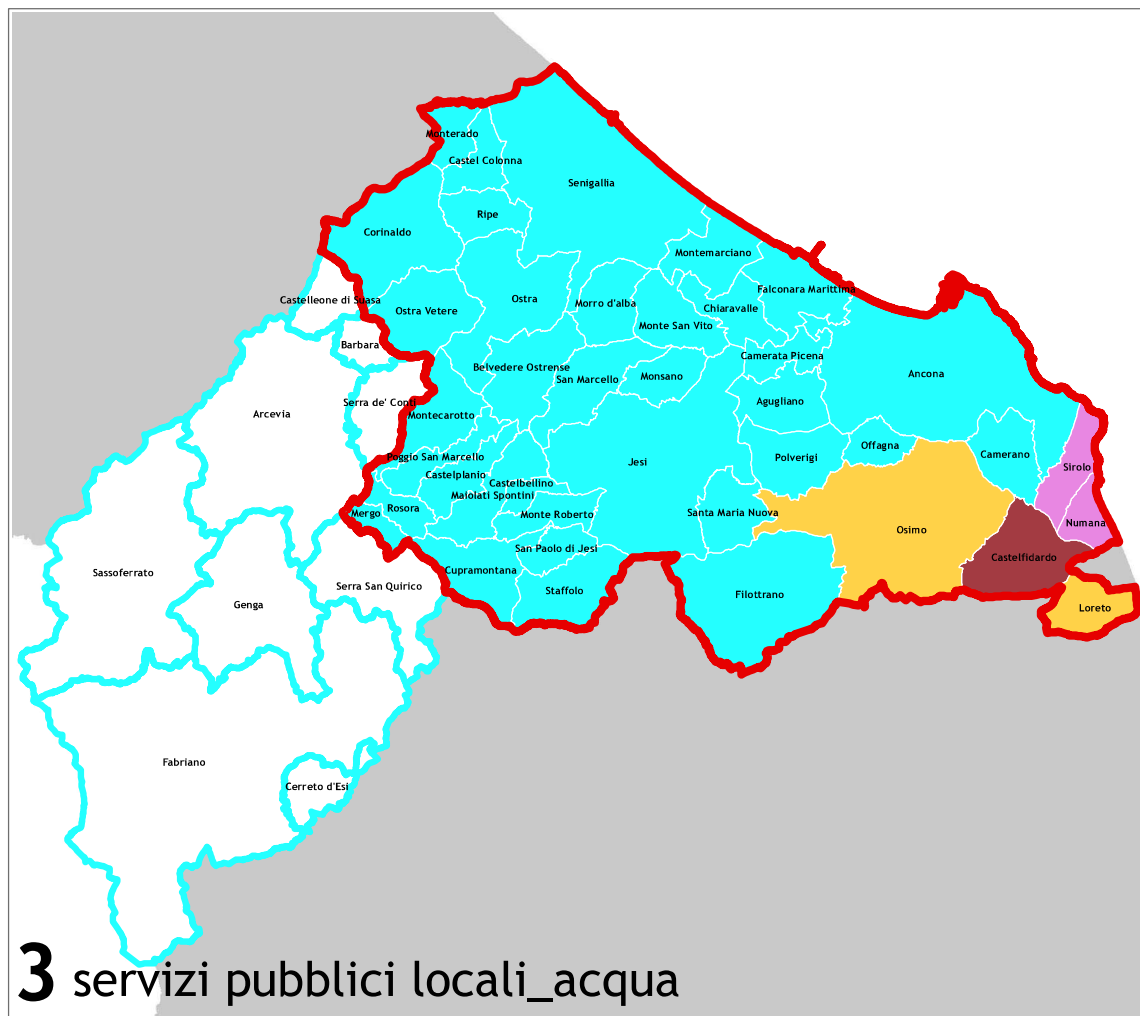 Monterado
Castel Colonna
Senigallia
Ripe
Corinaldo
Montemarciano
Falconara Marittima
Castelleone di Suasa
Ostra
Morro d'alba
Chiaravalle
Ostra Vetere
Monte San Vito
Barbara
Camerata Picena
Belvedere Ostrense
Ancona
San Marcello
Monsano
Serra de' Conti
Agugliano
Arcevia
Montecarotto
Offagna
Camerano
Poggio San Marcello
Polverigi
Jesi
Sirolo
Castelplanio
Castelbellino
Maiolati Spontini
Rosora
Mergo
Monte Roberto
Santa Maria Nuova
Numana
Osimo
San Paolo di Jesi
Castelfidardo
Sassoferrato
Cupramontana
Serra San Quirico
Staffolo
Filottrano
Genga
Loreto
Fabriano
Cerreto d'Esi
3 servizi pubblici locali_acqua